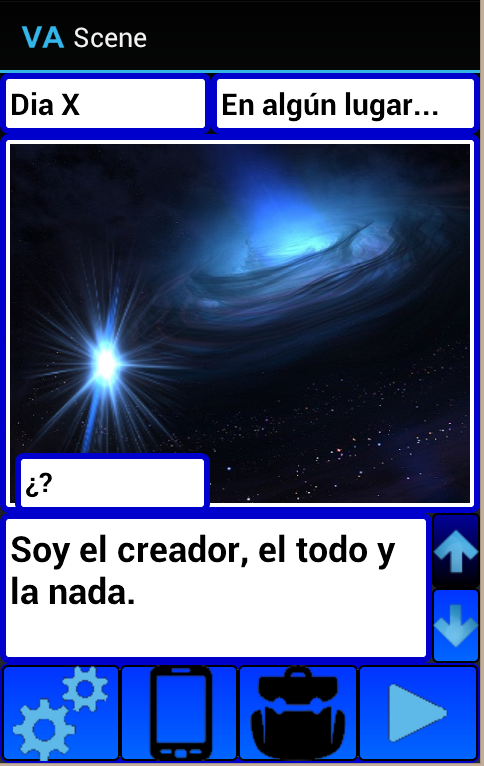 VA Scene
Dia X
En algún lugar...
¿?
Soy el creador, el todo y
la nada.